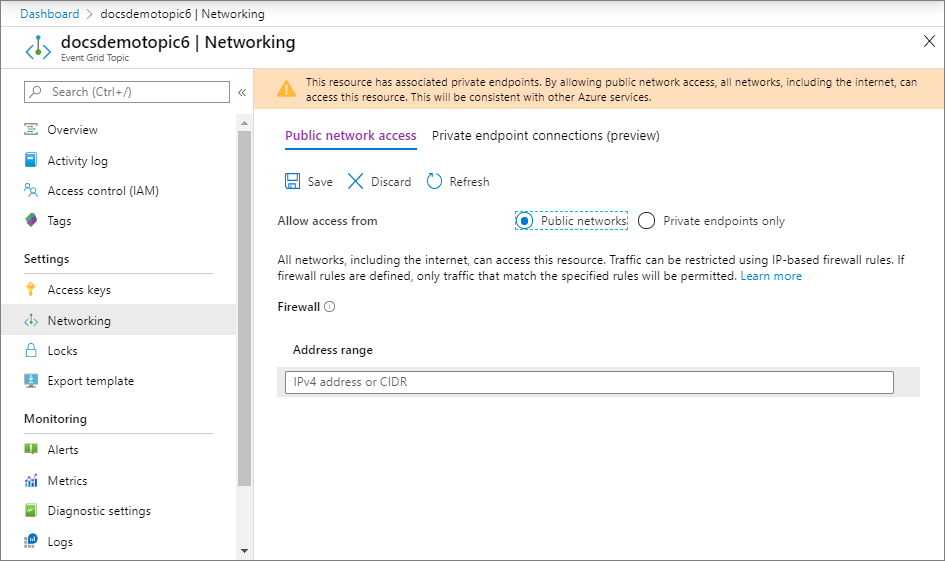 Dashboard > docsdemotopic6 | Networking
docsdemotopic6 | Networking
Event Grid Topic
Search (Ctrl+/)
«
Overview
Activity log
Access control (IAM)
Tags
Settings
Access keys
Networking
Locks
Export template
Monitoring
Alerts
Metrics
Diagnostic settings
Logs
This resource has associated private endpoints. By allowing public network access, all networks, including the internet, can
access this resource. This will be consistent with other Azure services.
Public network access Private endpoint connections (preview)
Save Discard Refresh
Allow access from Public networks Private endpoints only
All networks, including the internet, can access this resource. Traffic can be restricted using IP-based firewall rules. If
firewall rules are defined, only traffic that match the specified rules will be permitted. Learn more
Firewall
Address range
IPv4 address or CIDR